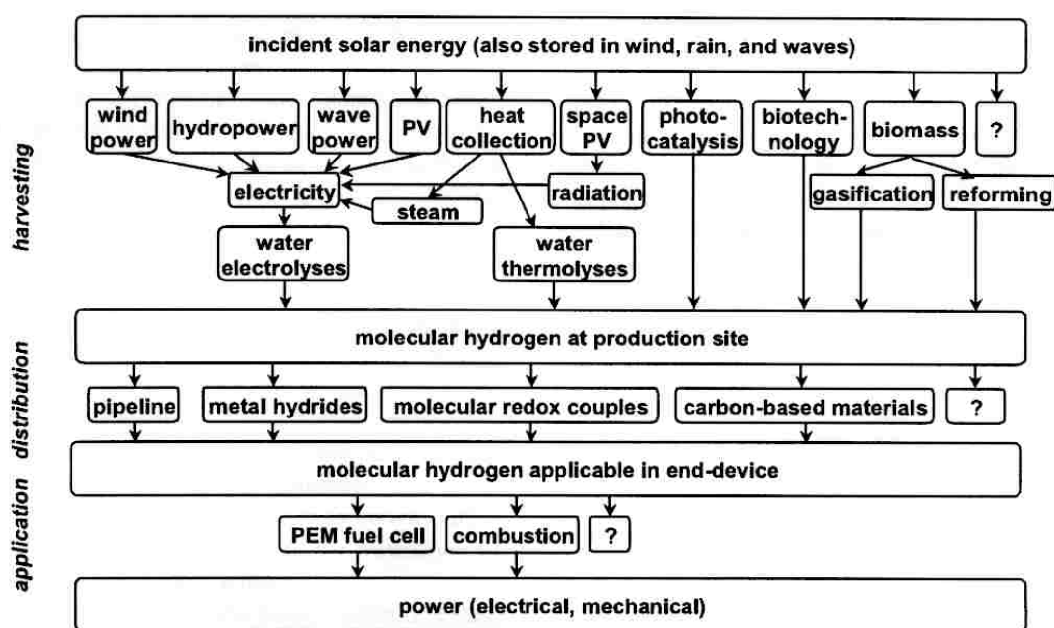 incident solar energy (also stored in wind, rain, and waves)
wind
power
hydropower
wave
power
PV
heat
collection
space
PV
photo-
catalysis
biotech-
nology
biomass
?
electricity
steam
radiation
gasification
reforming
water
electrolyses
water
thermolyses
harvesting
molecular hydrogen at production site
pipeline
metal hydrides
molecular redox couples
carbon-based materials
?
distribution
molecular hydrogen applicable in end-device
PEM fuel cell
combustion
?
application
power (electrical, mechanical)